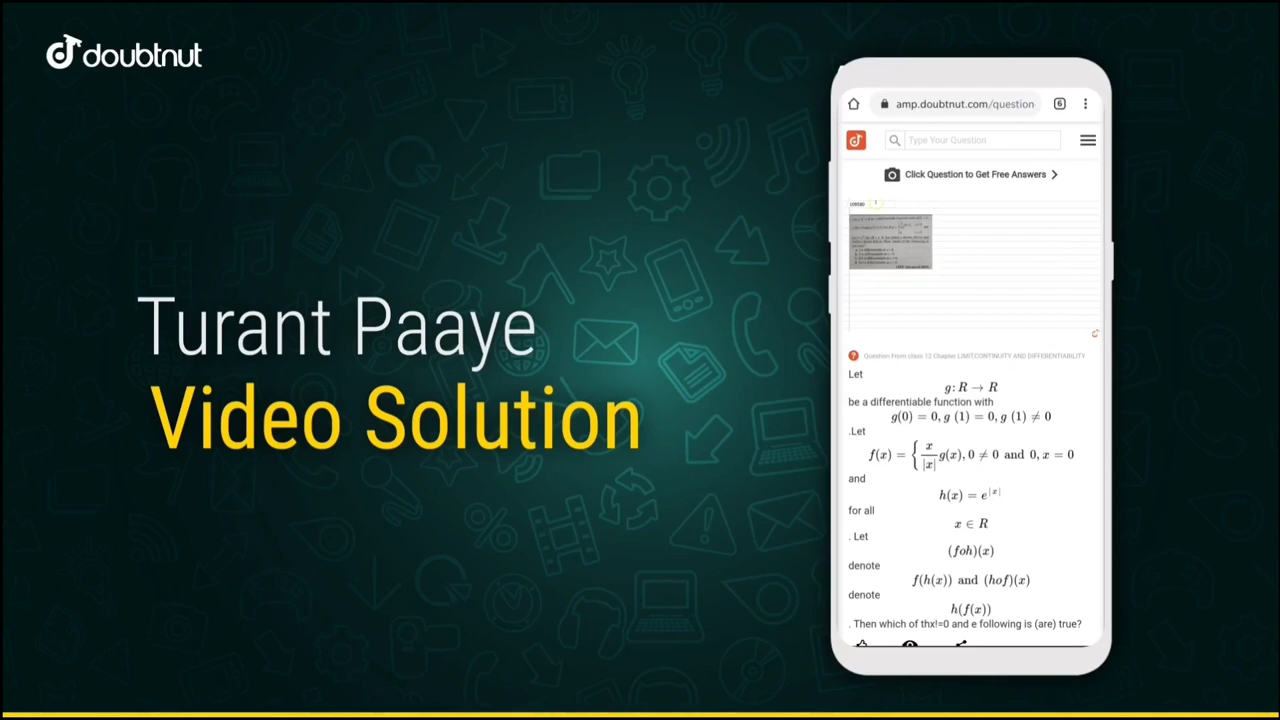 doubtnut
Turant Paaye
Video Solution
amp.doubtnut.com/question
6
Type Your Question
Click Question to Get Free Answers
Question From class 12 Chapter LIMIT,CONTINUITY AND DIFFERENTIABILITY
Let
g: R → R
be a differentiable function with
g(0) = 0, g (1) = 0, g (1) ≠ 0
.Let
f(x) = { x/|x| g(x), 0 ≠ 0 and 0, x = 0
and
h(x) = e^|x|
for all
x ∈ R
. Let
(foh)(x)
denote
f(h(x)) and (hof)(x)
denote
h(f(x))
. Then which of thx!=0 and e following is (are) true?